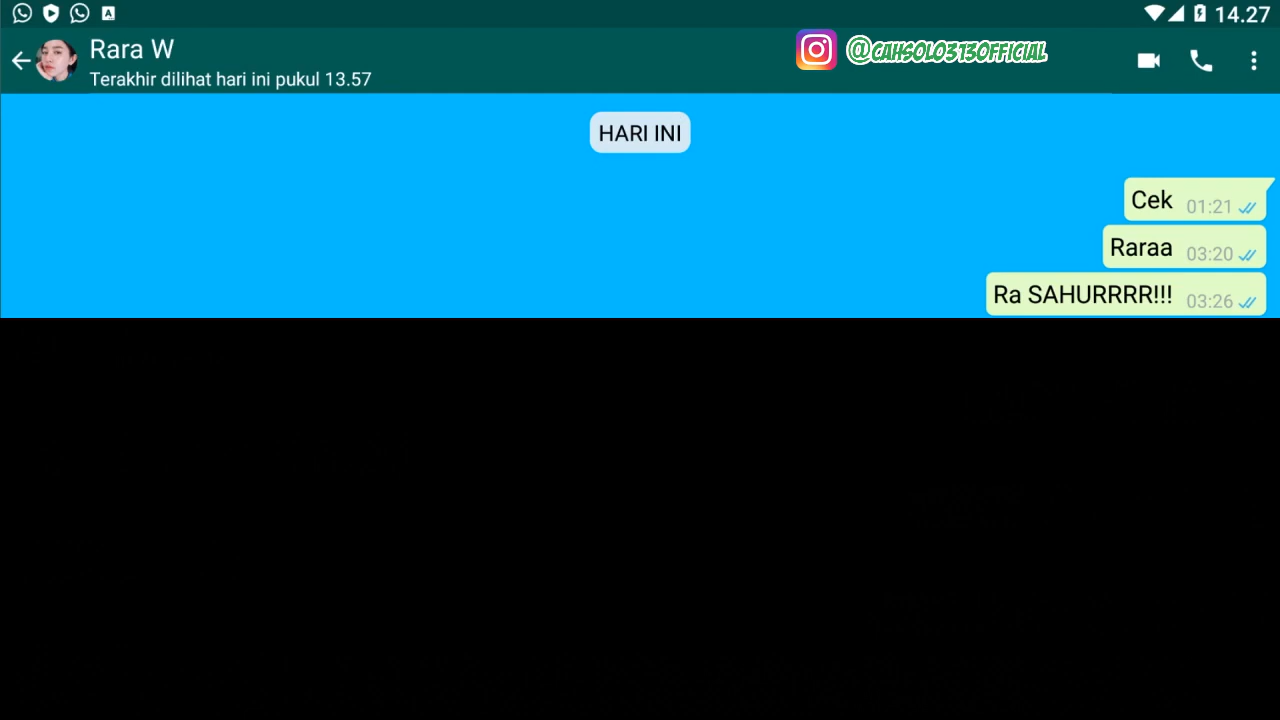 14.27
Rara W
@CAHSOLO3130FFICIAL
Terakhir dilihat hari ini pukul 13.57
HARI INI
Cek 01:21
Raraa 03:20
Ra SAHURRRR!!! 03:26